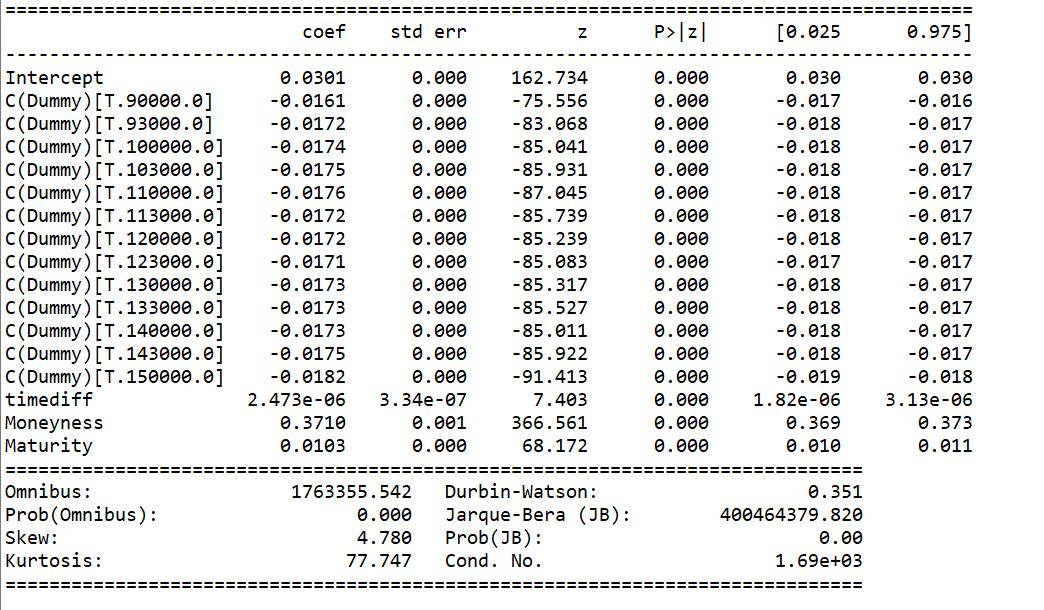 ==============================================================================
coef std err z P>|z| [0.025 0.975]
------------------------------------------------------------------------------
Intercept 0.0301 0.000 162.734 0.000 0.030 0.030
C(Dummy)[T.90000.0] -0.0161 0.000 -75.556 0.000 -0.017 -0.016
C(Dummy)[T.93000.0] -0.0172 0.000 -83.068 0.000 -0.018 -0.017
C(Dummy)[T.100000.0] -0.0174 0.000 -85.041 0.000 -0.018 -0.017
C(Dummy)[T.103000.0] -0.0175 0.000 -85.931 0.000 -0.018 -0.017
C(Dummy)[T.110000.0] -0.0176 0.000 -87.045 0.000 -0.018 -0.017
C(Dummy)[T.113000.0] -0.0172 0.000 -85.739 0.000 -0.018 -0.017
C(Dummy)[T.120000.0] -0.0172 0.000 -85.239 0.000 -0.018 -0.017
C(Dummy)[T.123000.0] -0.0171 0.000 -85.083 0.000 -0.017 -0.017
C(Dummy)[T.130000.0] -0.0173 0.000 -85.317 0.000 -0.018 -0.017
C(Dummy)[T.133000.0] -0.0173 0.000 -85.527 0.000 -0.018 -0.017
C(Dummy)[T.140000.0] -0.0173 0.000 -85.011 0.000 -0.018 -0.017
C(Dummy)[T.143000.0] -0.0175 0.000 -85.922 0.000 -0.018 -0.017
C(Dummy)[T.150000.0] -0.0182 0.000 -91.413 0.000 -0.019 -0.018
timediff 2.473e-06 3.34e-07 7.403 0.000 1.82e-06 3.13e-06
Moneyness 0.3710 0.001 366.561 0.000 0.369 0.373
Maturity 0.0103 0.000 68.172 0.000 0.010 0.011
==============================================================================
Omnibus: 1763355.542 Durbin-Watson: 0.351
Prob(Omnibus): 0.000 Jarque-Bera (JB): 400464379.820
Skew: 4.780 Prob(JB): 0.00
Kurtosis: 77.747 Cond. No. 1.69e+03
==============================================================================